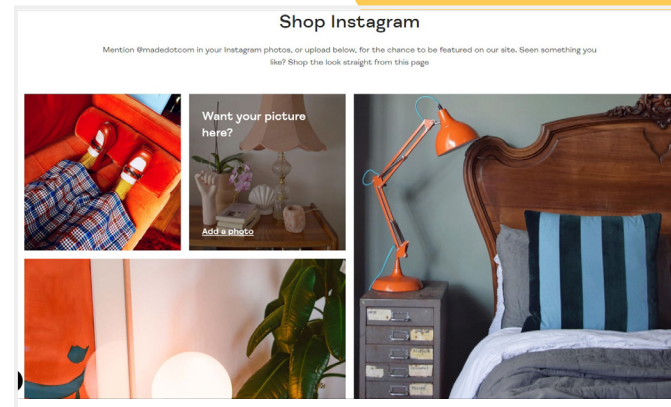 Shop Instagram
Mention @madedotcom in your Instagram photos, or upload below, for the chance to be featured on our site. Seen something you
like? Shop the look straight from this page
Want your picture
here?
Add a photo